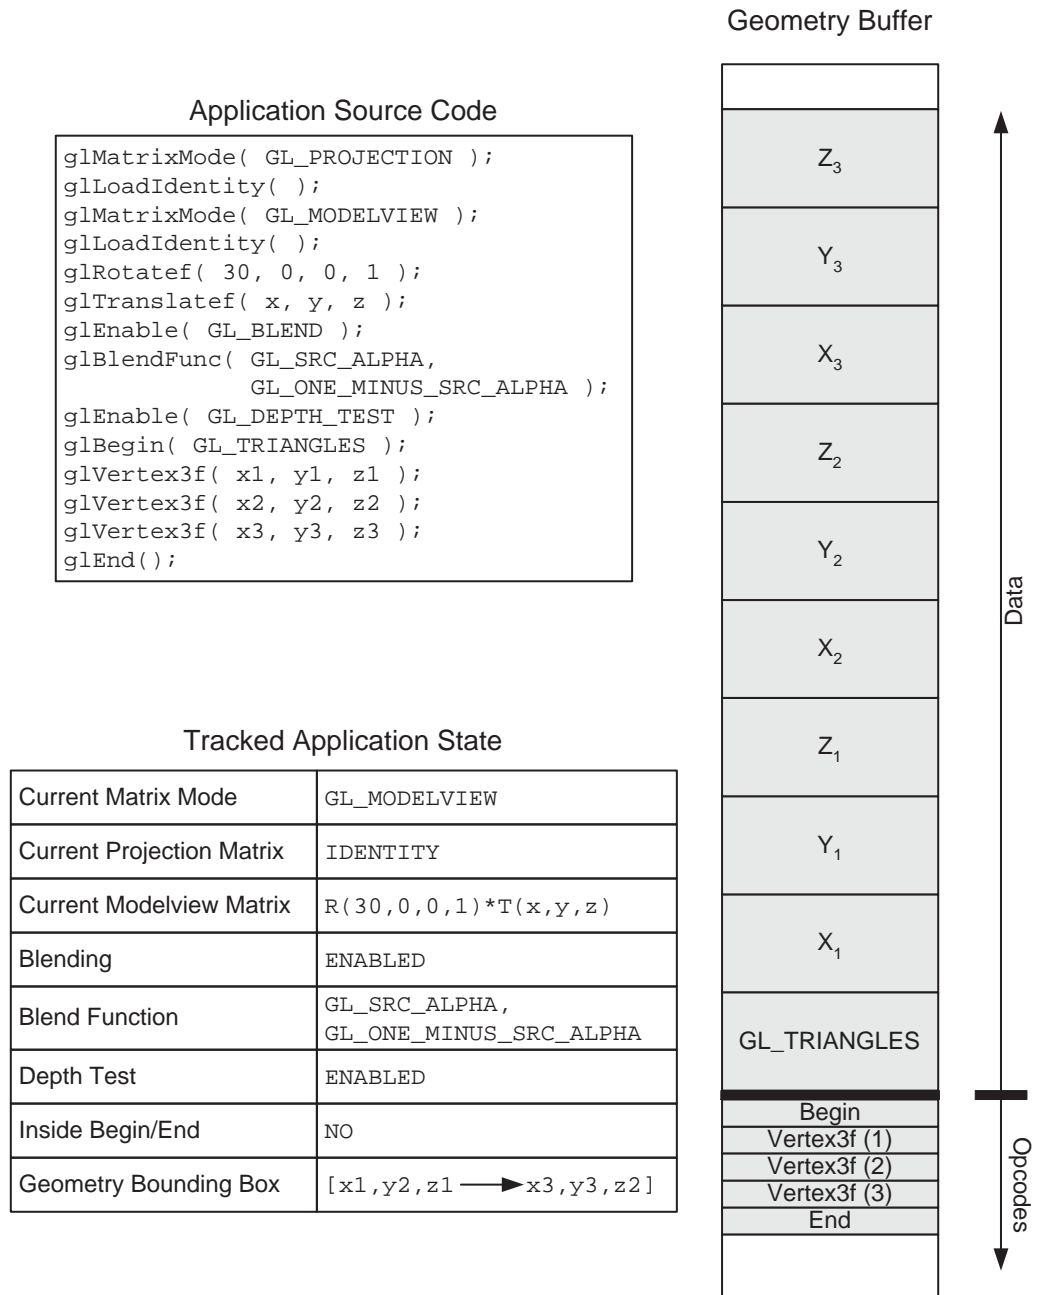 Geometry Buffer
Application Source Code
glMatrixMode( GL_PROJECTION );
glLoadIdentity( );
glMatrixMode( GL_MODELVIEW );
glLoadIdentity( );
glRotatef( 30, 0, 0, 1 );
glTranslatef( x, y, z );
glEnable( GL_BLEND );
glBlendFunc( GL_SRC_ALPHA,
GL_ONE_MINUS_SRC_ALPHA );
glEnable( GL_DEPTH_TEST );
glBegin( GL_TRIANGLES );
glVertex3f( x1, y1, z1 );
glVertex3f( x2, y2, z2 );
glVertex3f( x3, y3, z3 );
glEnd();
Tracked Application State
Current Matrix Mode GL_MODELVIEW
Current Projection Matrix IDENTITY
Current Modelview Matrix R(30,0,0,1)*T(x,y,z)
Blending ENABLED
Blend Function GL_SRC_ALPHA,
GL_ONE_MINUS_SRC_ALPHA
Depth Test ENABLED
Inside Begin/End NO
Geometry Bounding Box [x1,y2,z1 → x3,y3,z2]
Z3
Y3
X3
Z2
Y2
X2
Z1
Y1
X1
GL_TRIANGLES
Begin
Vertex3f (1)
Vertex3f (2)
Vertex3f (3)
End
Data
Opcodes